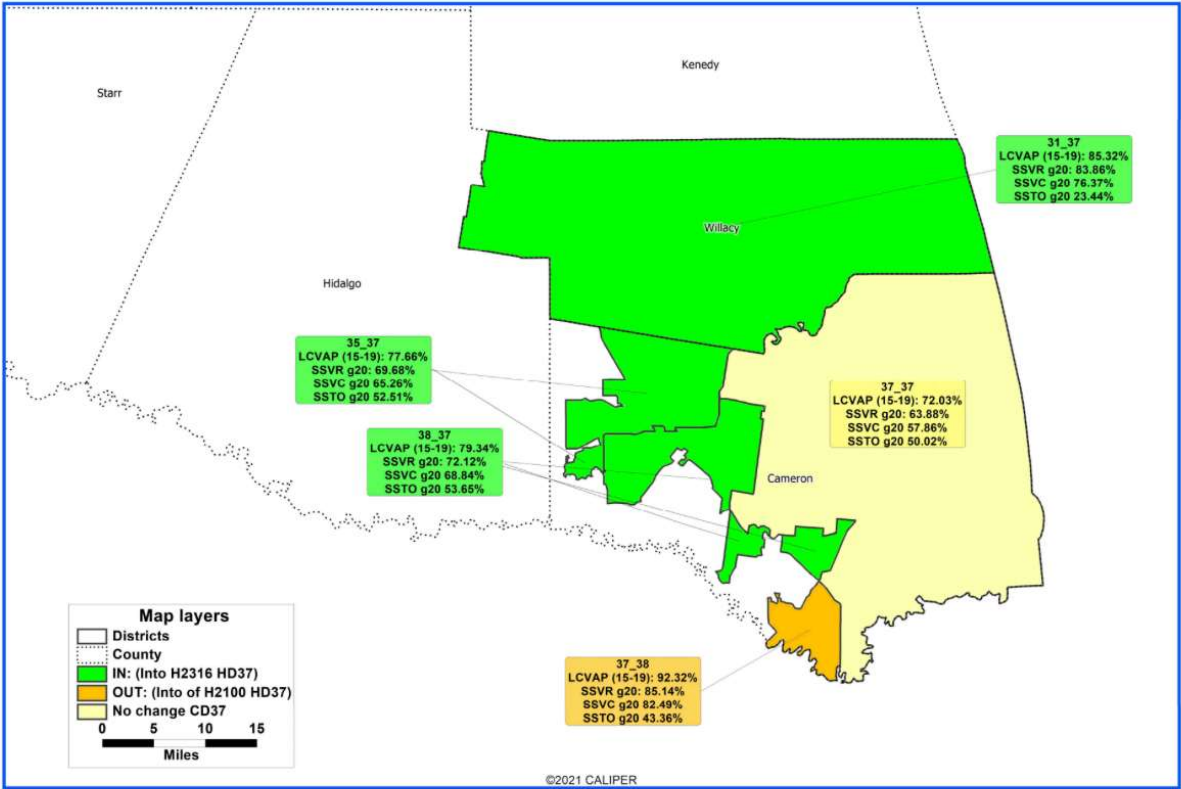 Kenedy
Starr
31_37
LCVAP (15-19): 85.32%
SSVR g20: 83.86%
SSVC g20 76.37%
SSTO g20 23.44%
Willacy
Hidalgo
35_37
LCVAP (15-19): 77.66%
SSVR g20: 69.68%
SSVC g20 65.26%
SSTO g20 52.51%
37_37
LCVAP (15-19): 72.03%
SSVR g20: 63.88%
SSVC g20 57.86%
SSTO g20 50.02%
38_37
LCVAP (15-19): 79.34%
SSVR g20: 72.12%
SSVC g20 68.84%
SSTO g20 53.65%
Cameron
Map layers
Districts
County
IN: (Into H2316 HD37)
OUT: (Into of H2100 HD37)
No change CD37
0 5 10 15
Miles
37_38
LCVAP (15-19): 92.32%
SSVR g20: 85.14%
SSVC g20 82.49%
SSTO g20 43.36%
©2021 CALIPER